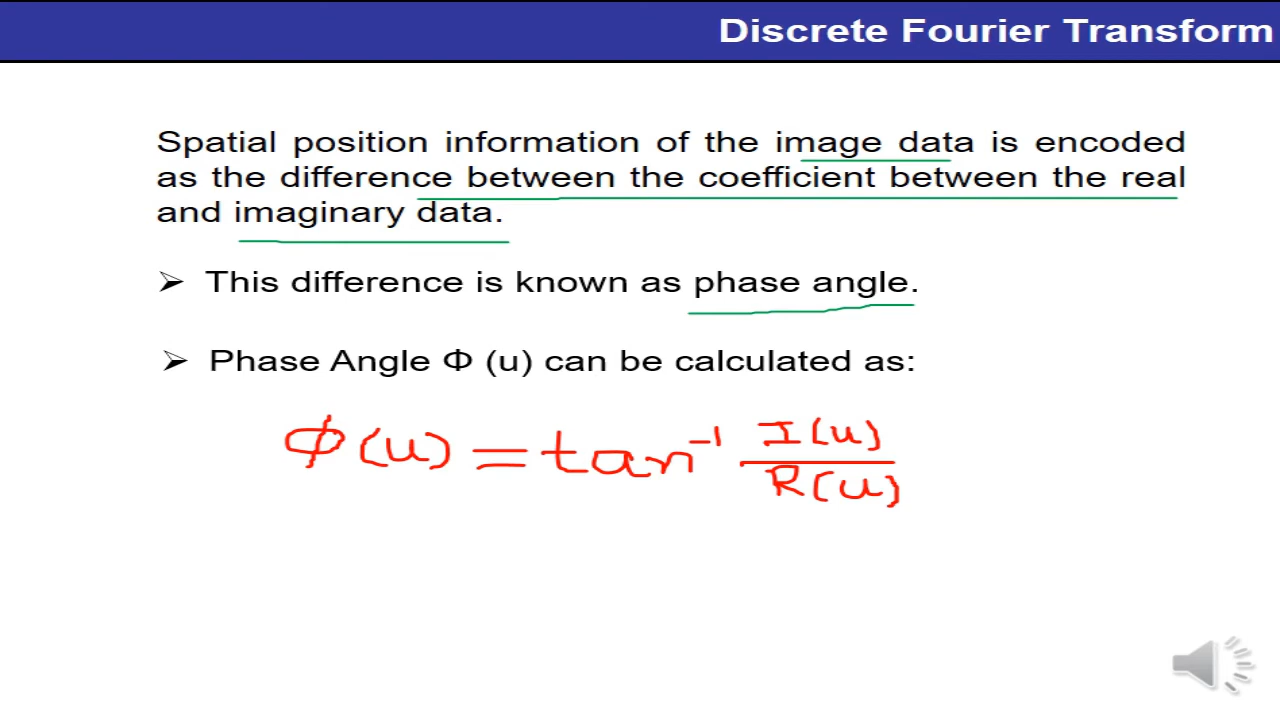 Discrete Fourier Transform
Spatial position information of the image data is encoded
as the difference between the coefficient between the real
and imaginary data.
➢ This difference is known as phase angle.
➢ Phase Angle Φ (u) can be calculated as:
ϕ(u) = tan⁻¹ I(u)
R(u)